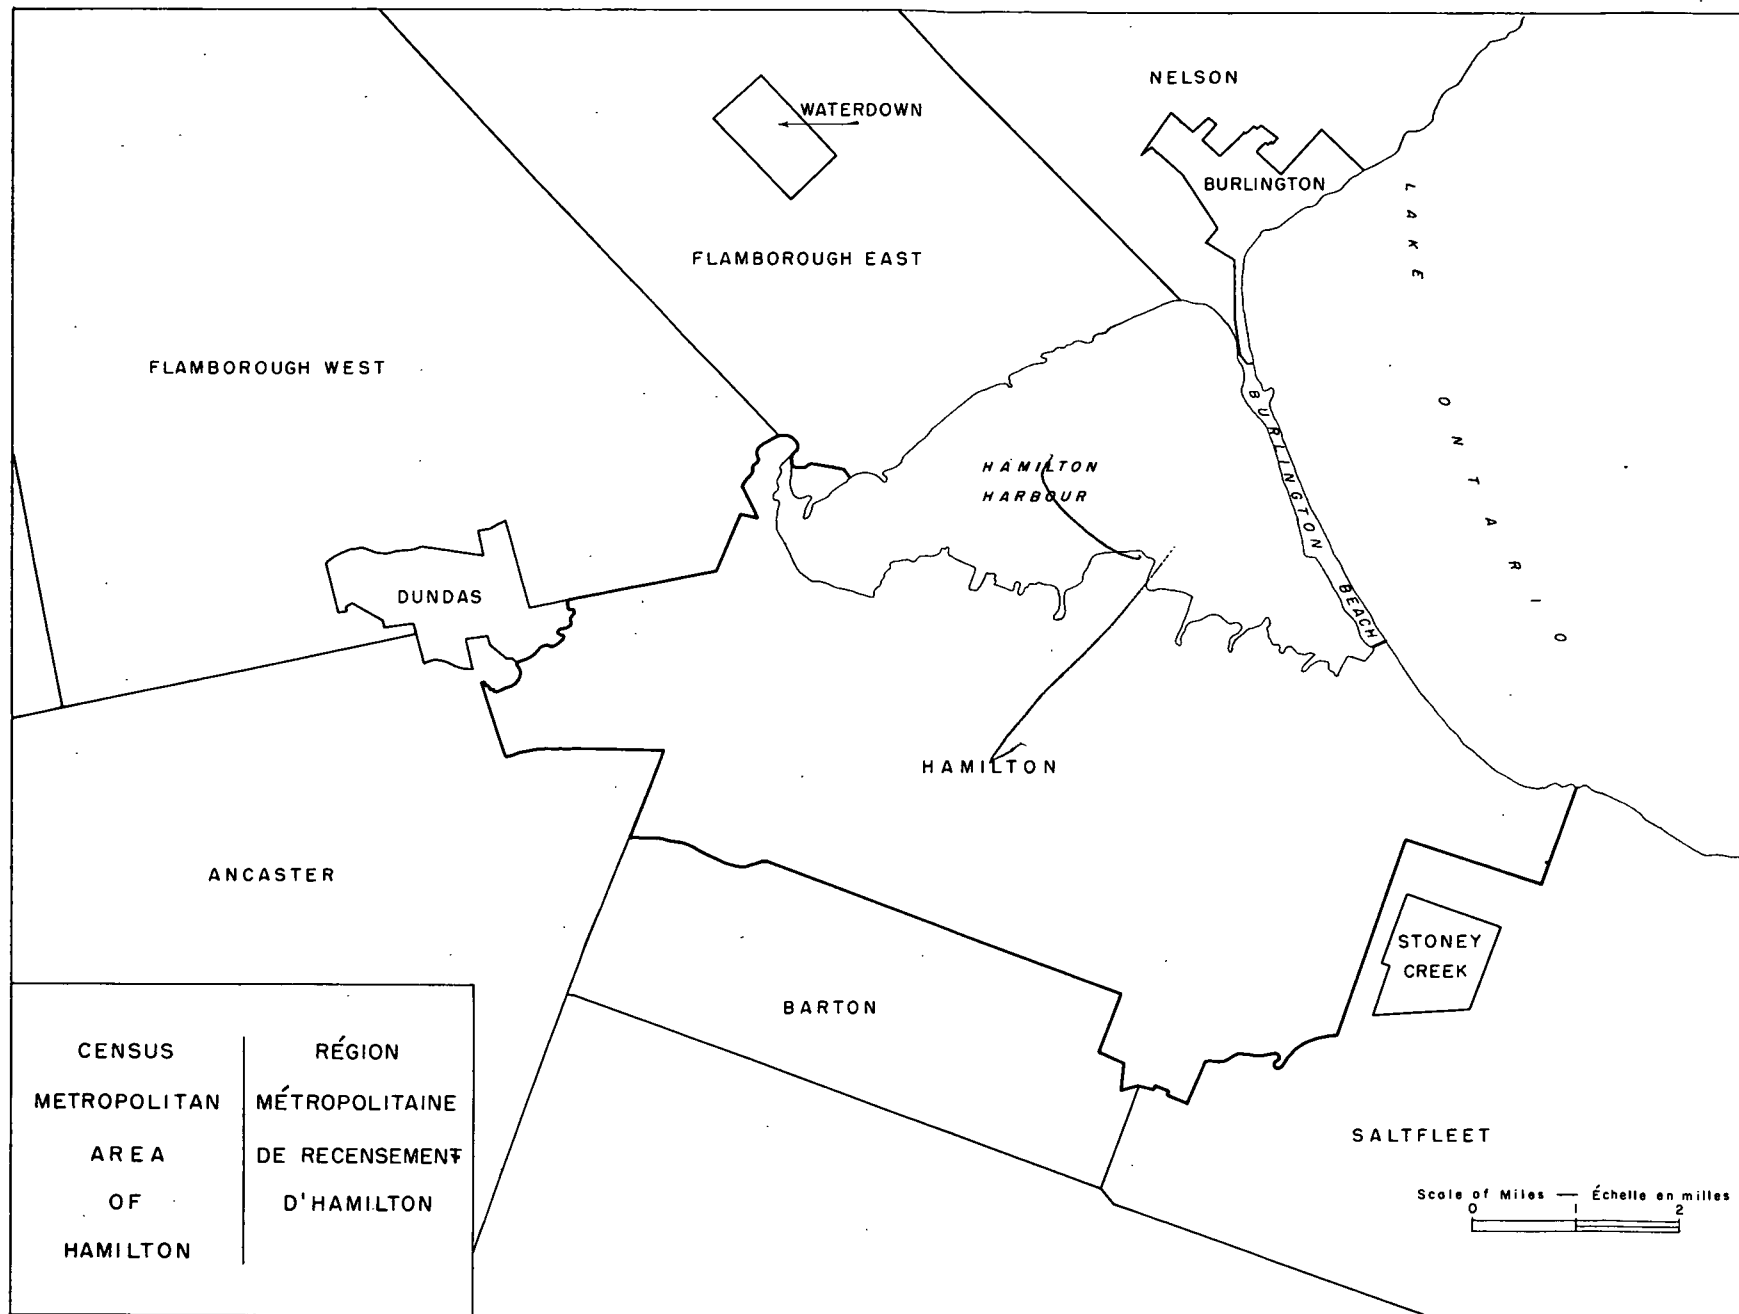 NELSON
WATERDOWN
BURLINGTON
LAKE ONTARIO
FLAMBOROUGH EAST
FLAMBOROUGH WEST
BURLINGTON BEACH
HAMILTON
HARBOUR
DUNDAS
HAMILTON
ANCASTER
STONEY
CREEK
BARTON
SALTFLEET
CENSUS
METROPOLITAN
AREA
OF
HAMILTON
RÉGION
MÉTROPOLITAINE
DE RECENSEMENT
D'HAMILTON
Scale of Miles — Échelle en milles
0 1 2